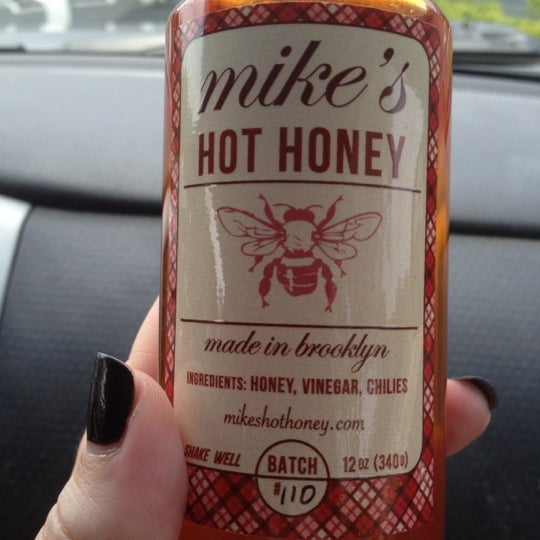 mike's
HOT HONEY
made in brooklyn
INGREDIENTS: HONEY, VINEGAR, CHILIES
mikeshothoney.com
SHAKE WELL
BATCH
#110
12 OZ (340g)